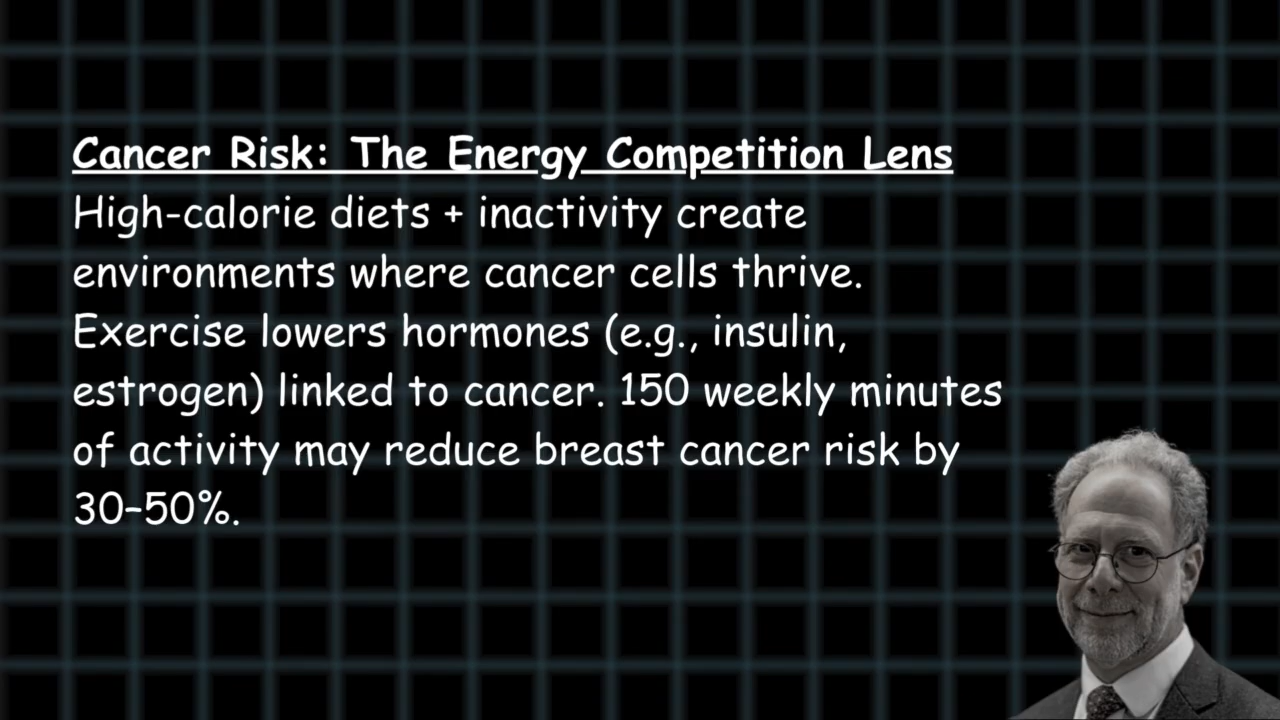 Cancer Risk: The Energy Competition Lens
High-calorie diets + inactivity create
environments where cancer cells thrive.
Exercise lowers hormones (e.g., insulin,
estrogen) linked to cancer. 150 weekly minutes
of activity may reduce breast cancer risk by
30–50%.